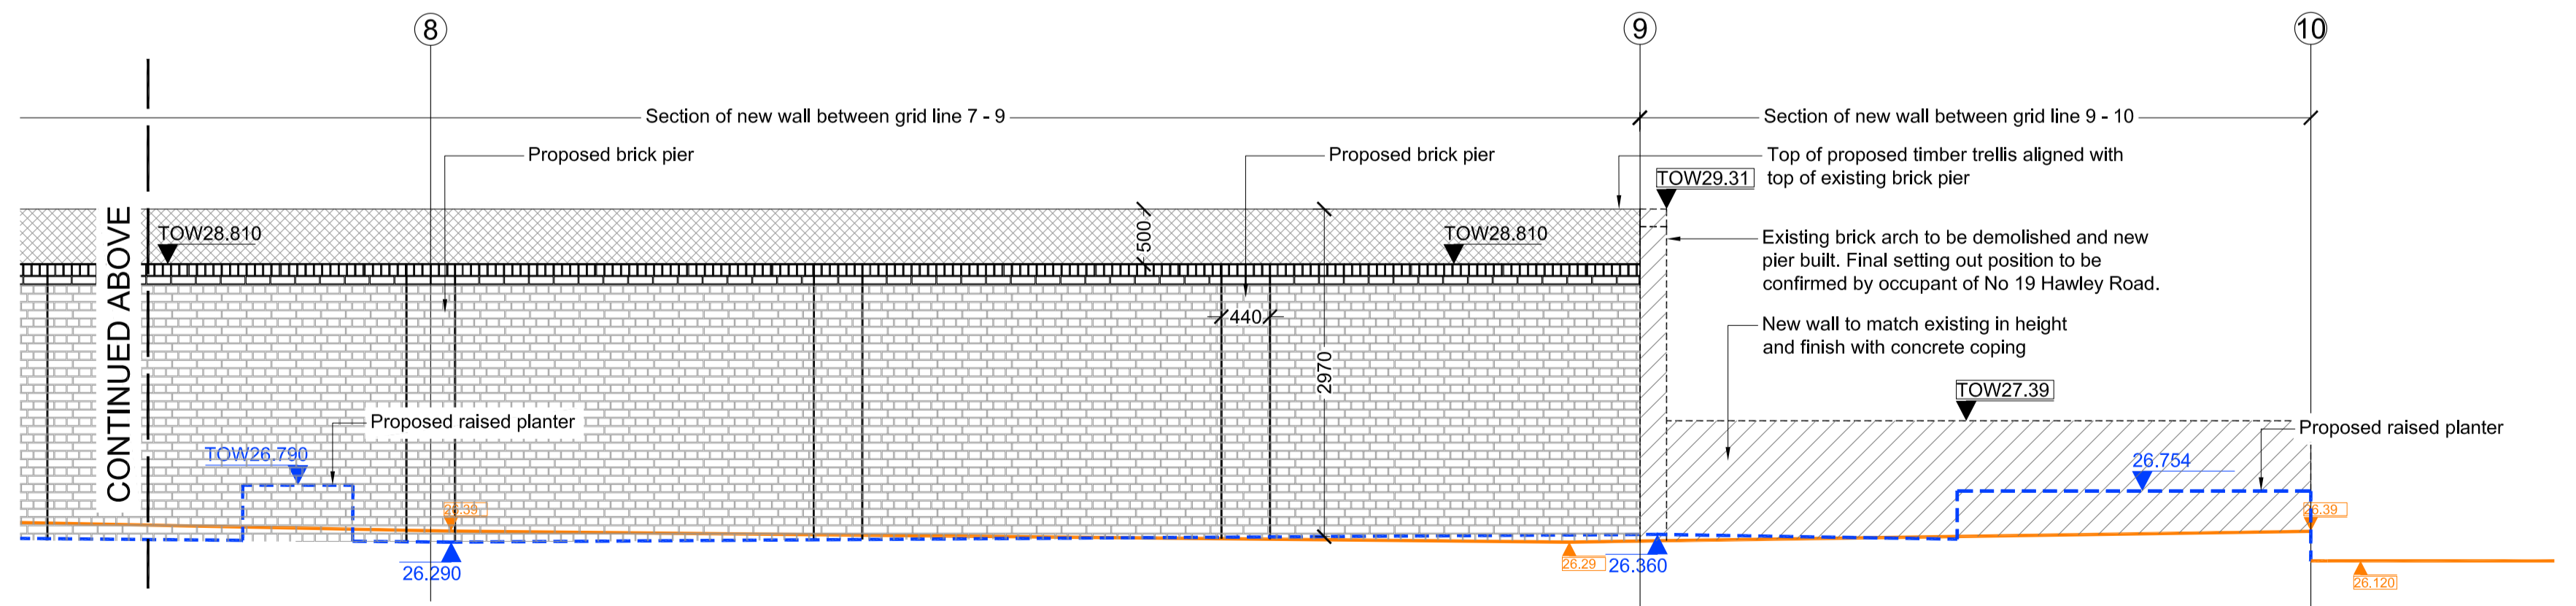 8
9
10
Section of new wall between grid line 7 - 9
Section of new wall between grid line 9 - 10
Proposed brick pier
Proposed brick pier
Top of proposed timber trellis aligned with
top of existing brick pier
TOW29.31
CONTINUED ABOVE
TOW28.810
500
TOW28.810
Existing brick arch to be demolished and new
pier built. Final setting out position to be
confirmed by occupant of No 19 Hawley Road.
440
New wall to match existing in height
and finish with concrete coping
2970
TOW27.39
Proposed raised planter
Proposed raised planter
TOW26.790
26.754
26.39
26.39
26.290
26.29
26.360
26.120